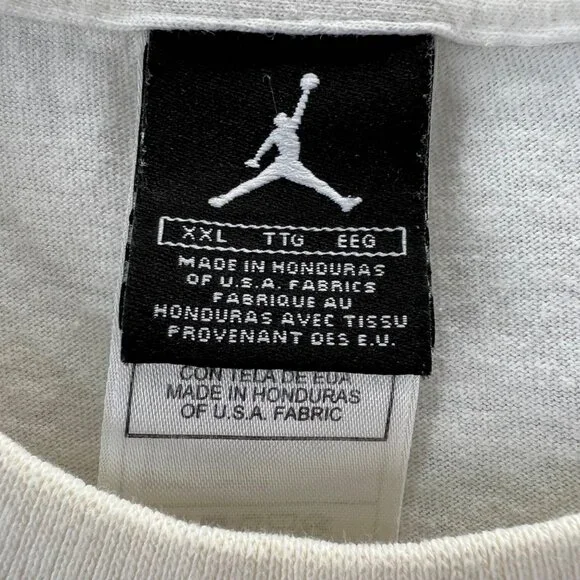 XXL TTG EEG
MADE IN HONDURAS
OF U.S.A. FABRICS
FABRIQUE AU
HONDURAS AVEC TISSU
PROVENANT DES E.U.
CON TELA DE EUA
MADE IN HONDURAS
OF U.S.A. FABRIC